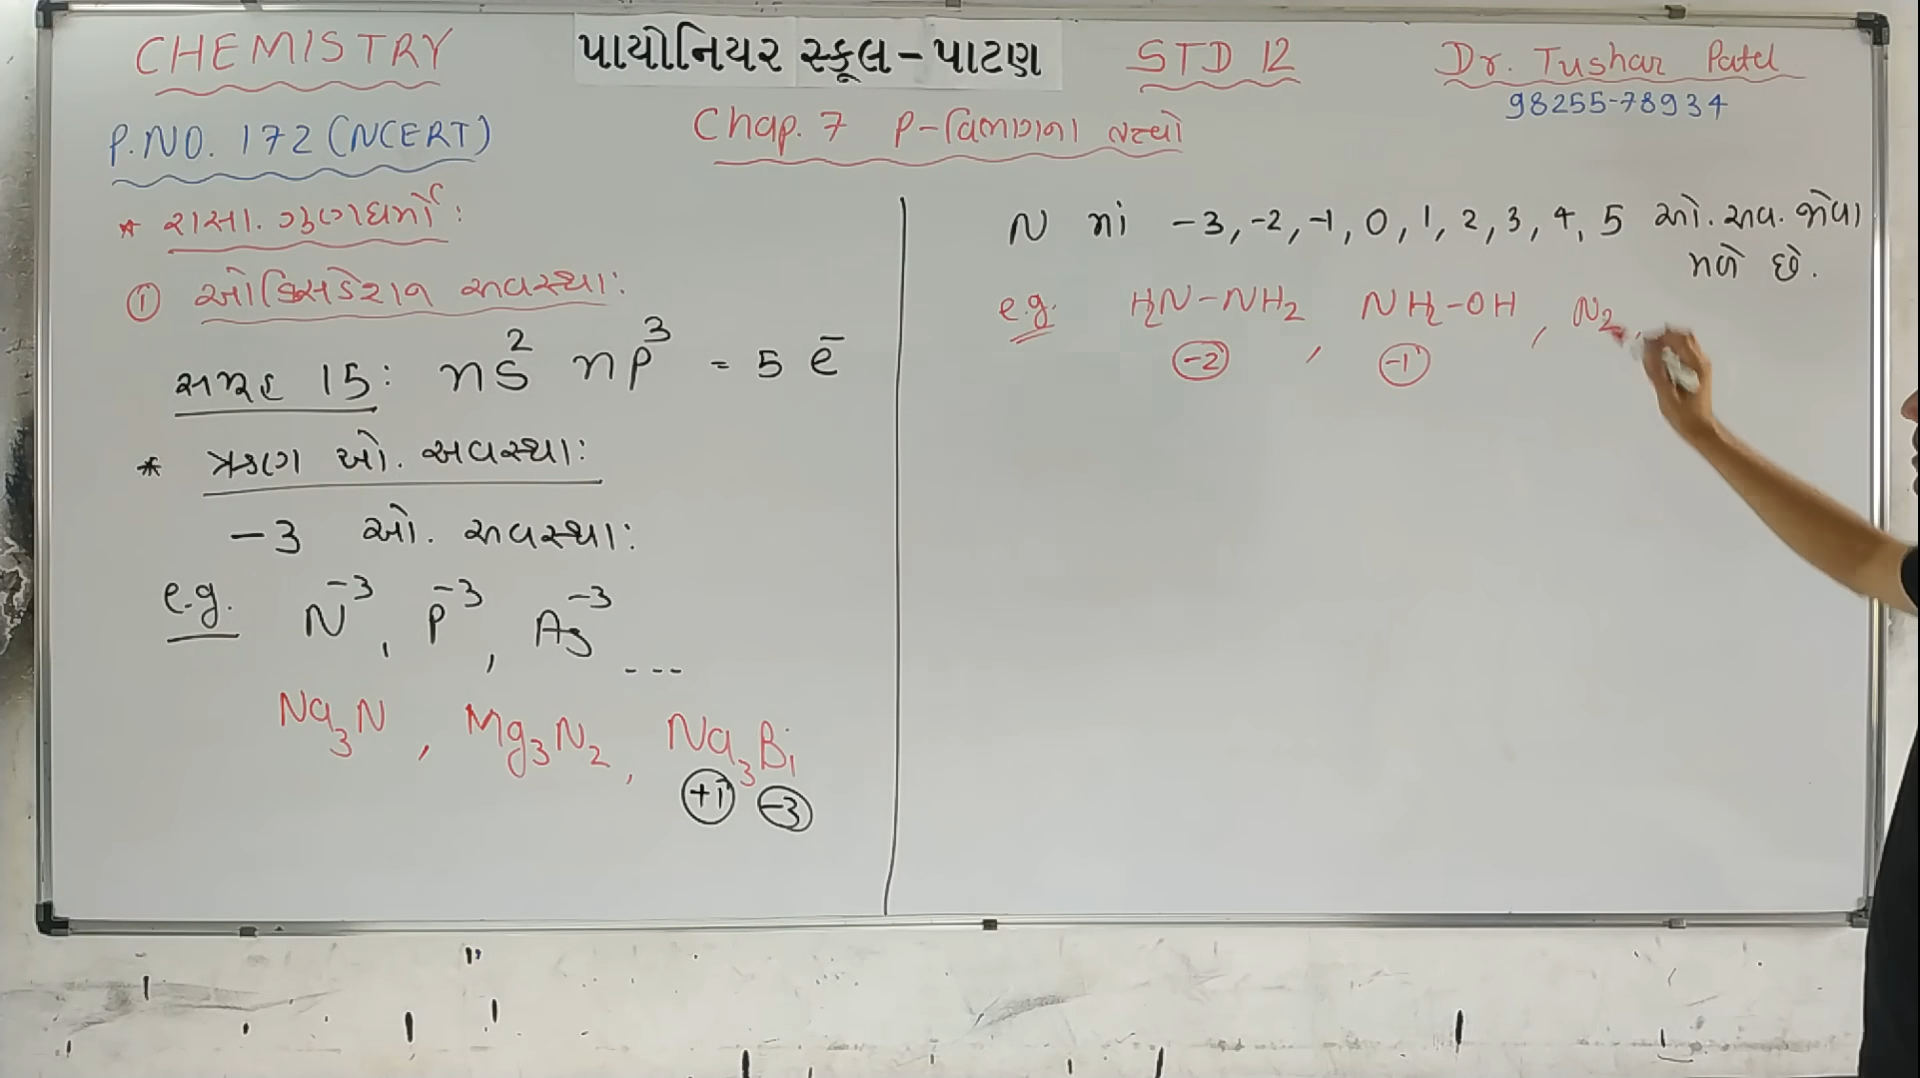 CHEMISTRY
પાયોનિયર સ્કૂલ - પાટણ
STD 12
Dr. Tushar Patel
98255-78934
P.NO. 172 (NCERT)
Chap. 7 P-વિભાગના તત્વો
* રાસા. ગુણધર્મો:
① ઓક્સિડેશન અવસ્થા:
સમૂહ 15: ns² np³ = 5 e⁻
* ઋણ ઓ. અવસ્થા:
-3 ઓ. અવસ્થા:
e.g. N⁻³, P⁻³, As⁻³ ---
Na₃N, Mg₃N₂, Na₃Bi
+1 -3
N માં -3, -2, -1, 0, 1, 2, 3, 4, 5 ઓ. અવ. જોવા
મળે છે.
e.g. H₂N-NH₂, NH₂-OH, N₂,
-2 -1